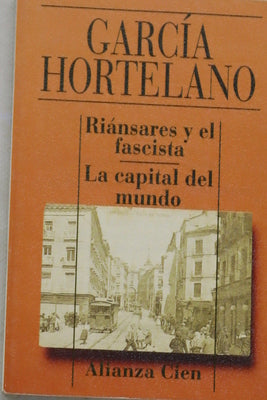 GARCÍA
HORTELANO
Riánsares y el
fascista
La capital del
mundo
Alianza Cien